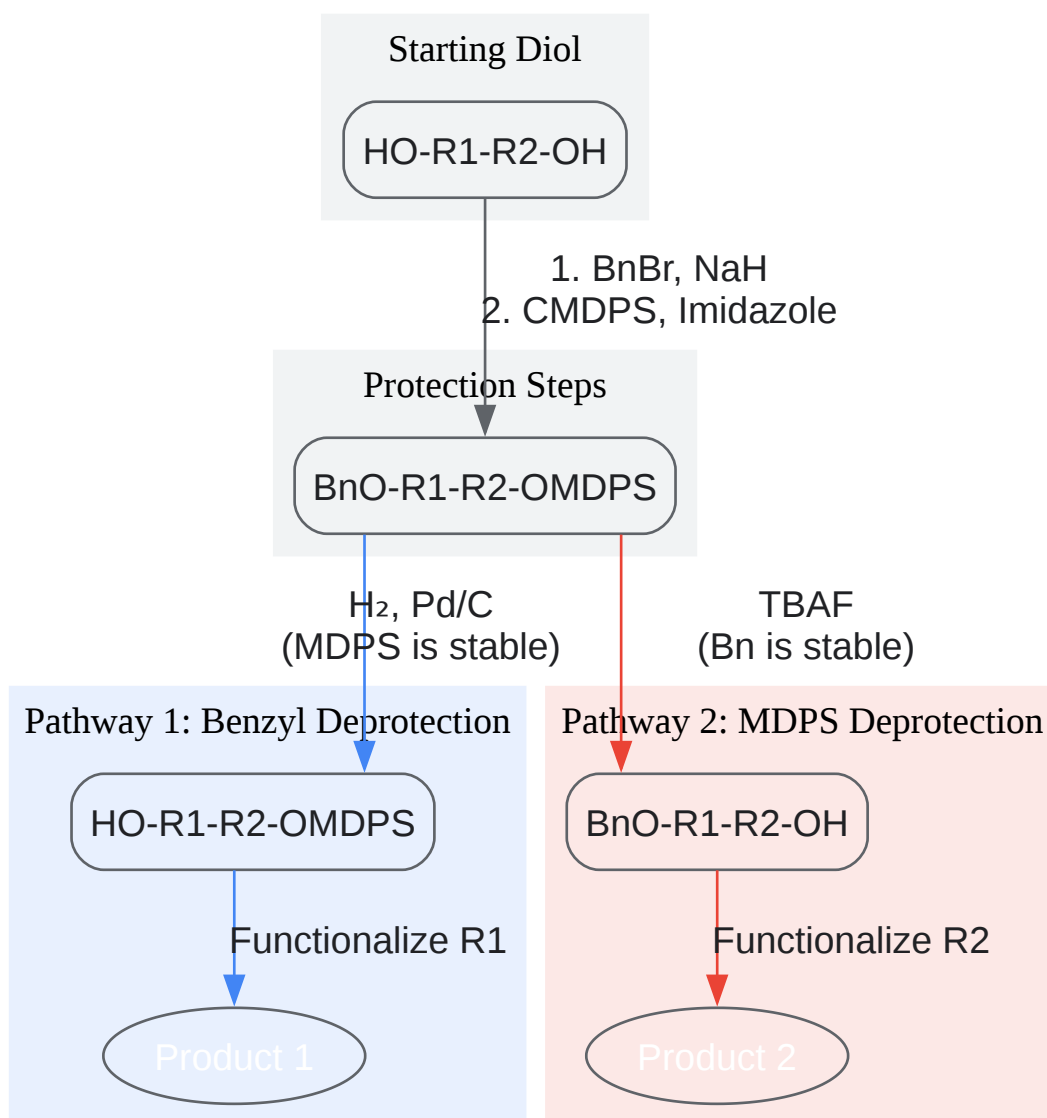 Starting Diol
HO-R1-R2-OH
1. BnBr, NaH
2. CMDPS, Imidazole
Protection Steps
BnO-R1-R2-OMDPS
H₂, Pd/C
(MDPS is stable)
TBAF
(Bn is stable)
Pathway 1: Benzyl Deprotection
HO-R1-R2-OMDPS
Functionalize R1
Product 1
Pathway 2: MDPS Deprotection
BnO-R1-R2-OH
Functionalize R2
Product 2